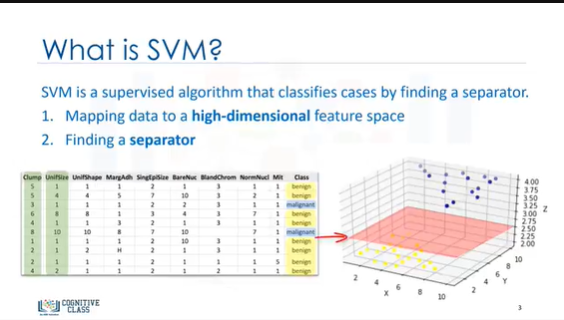 What is SVM?
SVM is a supervised algorithm that classifies cases by finding a separator.
1. Mapping data to a high-dimensional feature space
2. Finding a separator
Clump UnifSize UnifShape MargAdh SingEpiSize BareNuc BlandChrom NormNucl Mit Class
5 1 1 1 2 1 3 1 1 benign
5 4 4 5 7 10 3 2 1 benign
3 1 1 1 2 2 3 1 1 malignant
6 8 8 1 3 4 3 7 1 benign
4 1 1 3 2 1 3 1 1 benign
8 10 10 8 7 10 7 1 malignant
1 1 1 1 2 10 3 1 1 benign
2 1 2 H 2 1 3 1 1 benign
2 1 1 1 2 1 1 1 5 benign
4 2 1 1 2 1 2 1 1 benign
4.00
3.75
3.50
3.25
3.00
2.75
2.50
2.25
2.00
Z
2 4 6 8 10
X
2 4 6 8 10
Y
COGNITIVE
CLASS
3